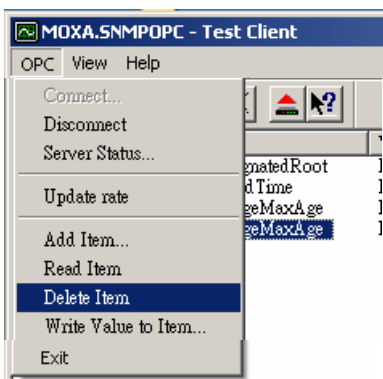 MOXA.SNMPOPC - Test Client
OPC View Help
Connect...
Disconnect
Server Status...
gnatedRoot
d Time
Update rate
geMaxAge
geMaxAge
Add Item...
Read Item
Delete Item
Write Value to Item...
Exit